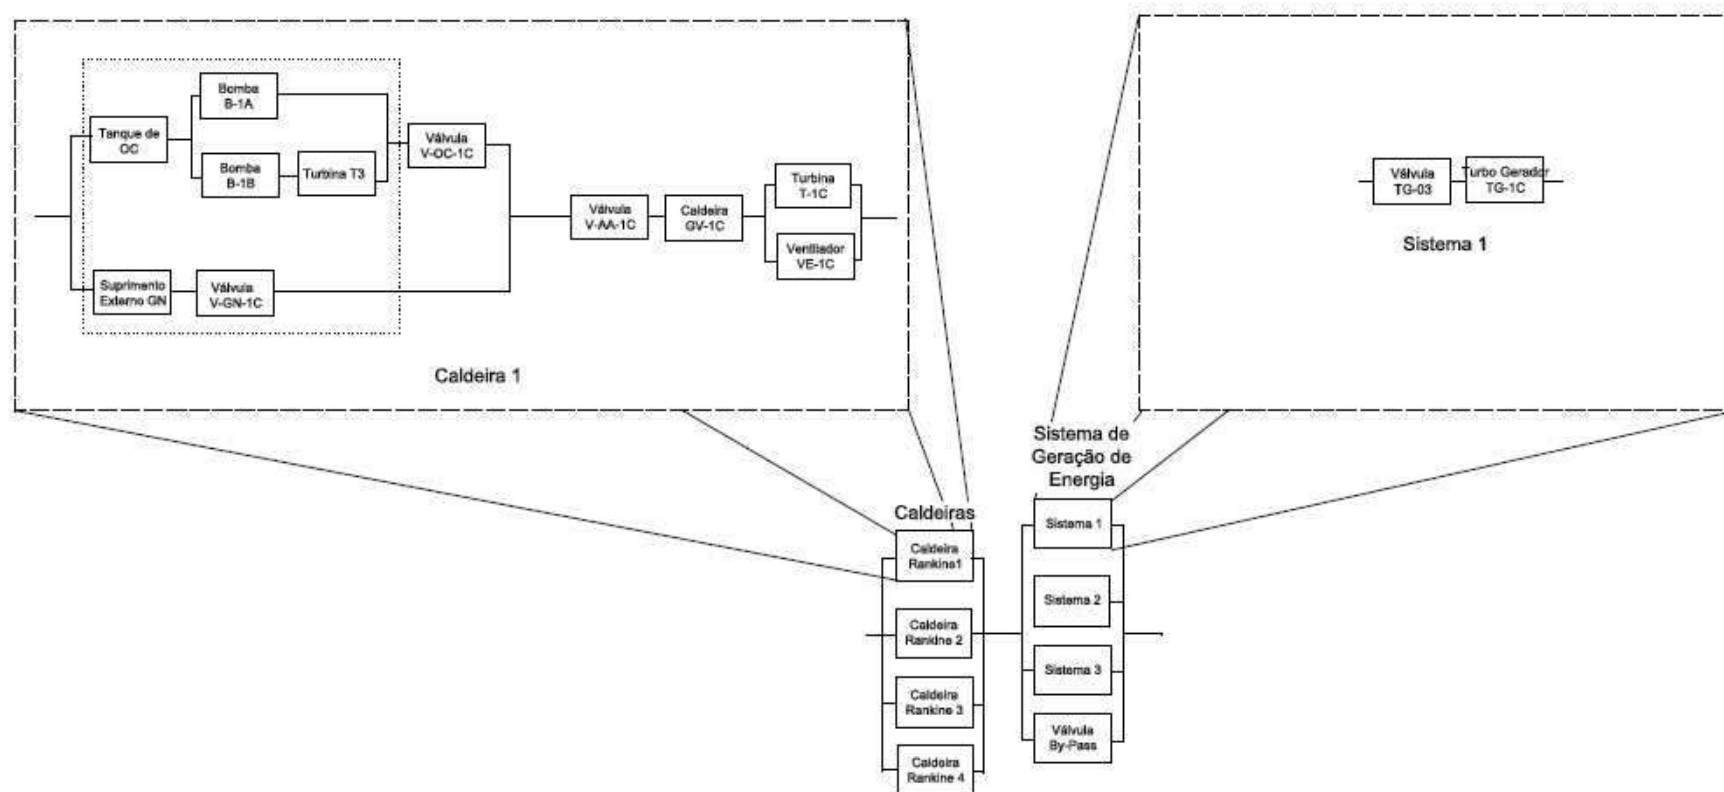 Bomba
B-1A
Tanque de
OC
Bomba
B-1B
Turbina T3
Válvula
V-OC-1C
Suprimento
Externo GN
Válvula
V-GN-1C
Válvula
V-AA-1C
Caldeira
GV-1C
Turbina
T-1C
Ventilador
VE-1C
Caldeira 1
Válvula
TG-03
Turbo Gerador
TG-1C
Sistema 1
Caldeiras
Caldeira
Rankine1
Caldeira
Rankine 2
Caldeira
Rankine 3
Caldeira
Rankine 4
Sistema de
Geração de
Energia
Sistema 1
Sistema 2
Sistema 3
Válvula
By-Pass